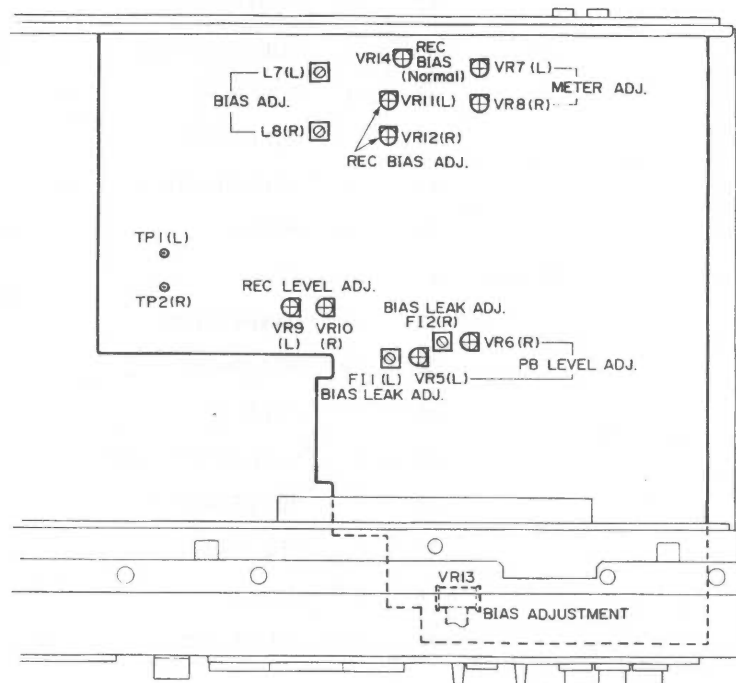 VR14
REC
BIAS
(Normal)
L7(L)
VR7(L)
BIAS ADJ.
VR11(L)
VR8(R)
METER ADJ.
L8(R)
VR12(R)
REC BIAS ADJ.
TP1(L)
TP2(R)
REC LEVEL ADJ.
VR9
(L)
VR10
(R)
BIAS LEAK ADJ.
FI2(R)
VR6(R)
PB LEVEL ADJ.
FI1(L)
VR5(L)
BIAS LEAK ADJ.
VR13
BIAS ADJUSTMENT